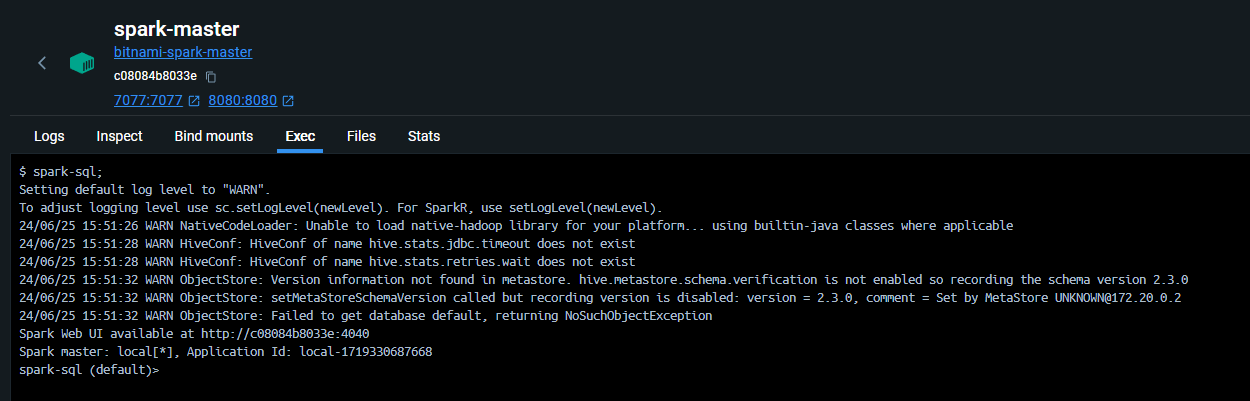 spark-master
bitnami-spark-master
c08084b8033e
7077:7077 8080:8080
Logs Inspect Bind mounts Exec Files Stats
$ spark-sql;
Setting default log level to "WARN".
To adjust logging level use sc.setLogLevel(newLevel). For SparkR, use setLogLevel(newLevel).
24/06/25 15:51:26 WARN NativeCodeLoader: Unable to load native-hadoop library for your platform... using builtin-java classes where applicable
24/06/25 15:51:28 WARN HiveConf: HiveConf of name hive.stats.jdbc.timeout does not exist
24/06/25 15:51:28 WARN HiveConf: HiveConf of name hive.stats.retries.wait does not exist
24/06/25 15:51:32 WARN ObjectStore: Version information not found in metastore. hive.metastore.schema.verification is not enabled so recording the schema version 2.3.0
24/06/25 15:51:32 WARN ObjectStore: setMetaStoreSchemaVersion called but recording version is disabled: version = 2.3.0, comment = Set by MetaStore UNKNOWN@172.20.0.2
24/06/25 15:51:32 WARN ObjectStore: Failed to get database default, returning NoSuchObjectException
Spark Web UI available at http://c08084b8033e:4040
Spark master: local[*], Application Id: local-1719330687668
spark-sql (default)>